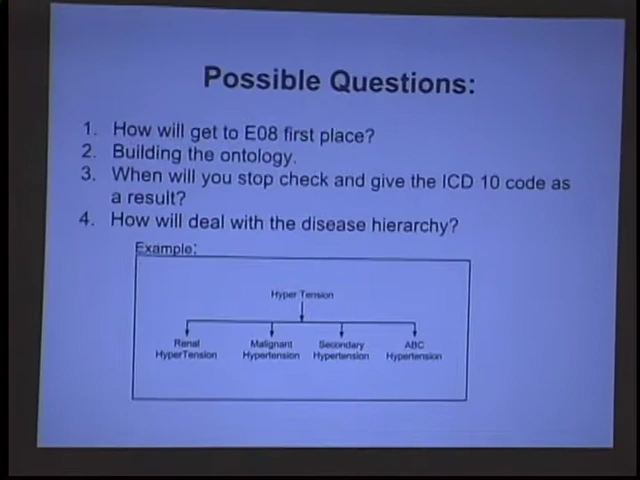 Possible Questions:
1. How will get to E08 first place?
2. Building the ontology.
3. When will you stop check and give the ICD 10 code as
a result?
4. How will deal with the disease hierarchy?
Example:
Hyper Tension
Renal HyperTension
Malignant Hypertension
Secondary Hypertension
ABC Hypertension